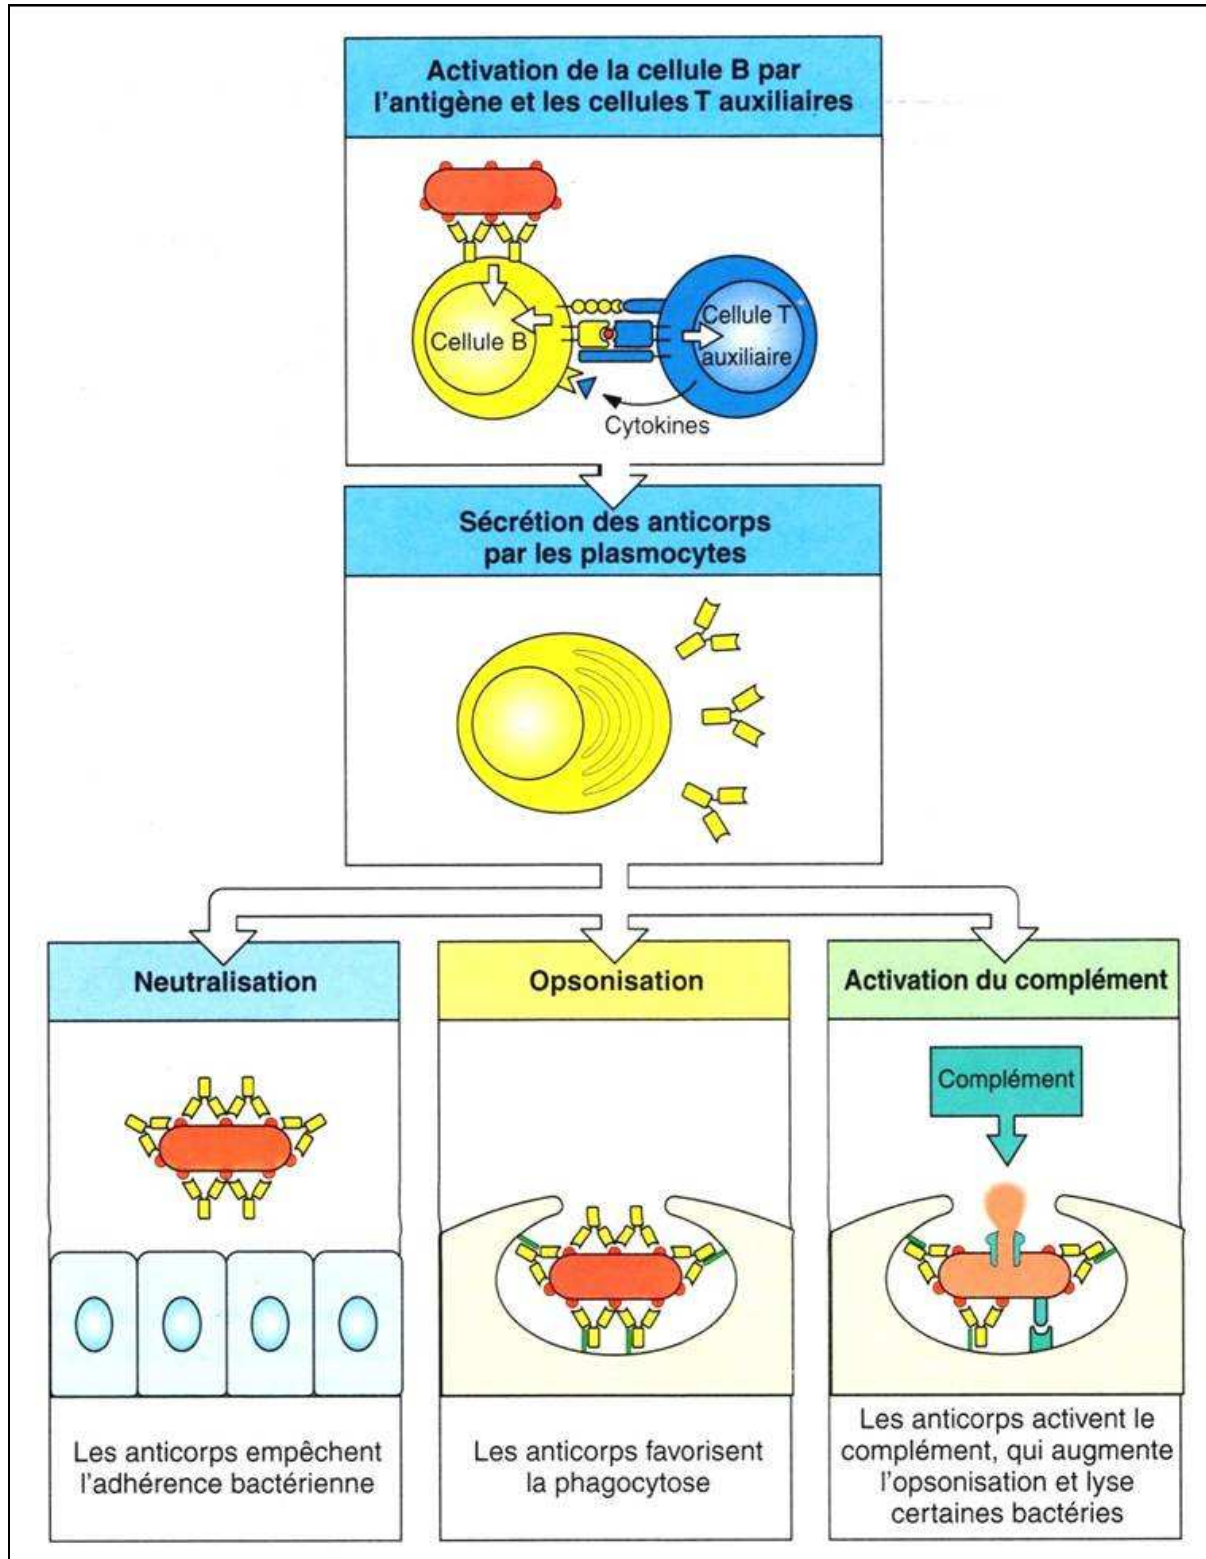 Activation de la cellule B par
l'antigène et les cellules T auxiliaires
Cellule B
Cellule T
auxiliaire
Cytokines
Sécrétion des anticorps
par les plasmocytes
Neutralisation
Les anticorps empêchent
l'adhérence bactérienne
Opsonisation
Les anticorps favorisent
la phagocytose
Activation du complément
Complément
Les anticorps activent le
complément, qui augmente
l'opsonisation et lyse
certaines bactéries